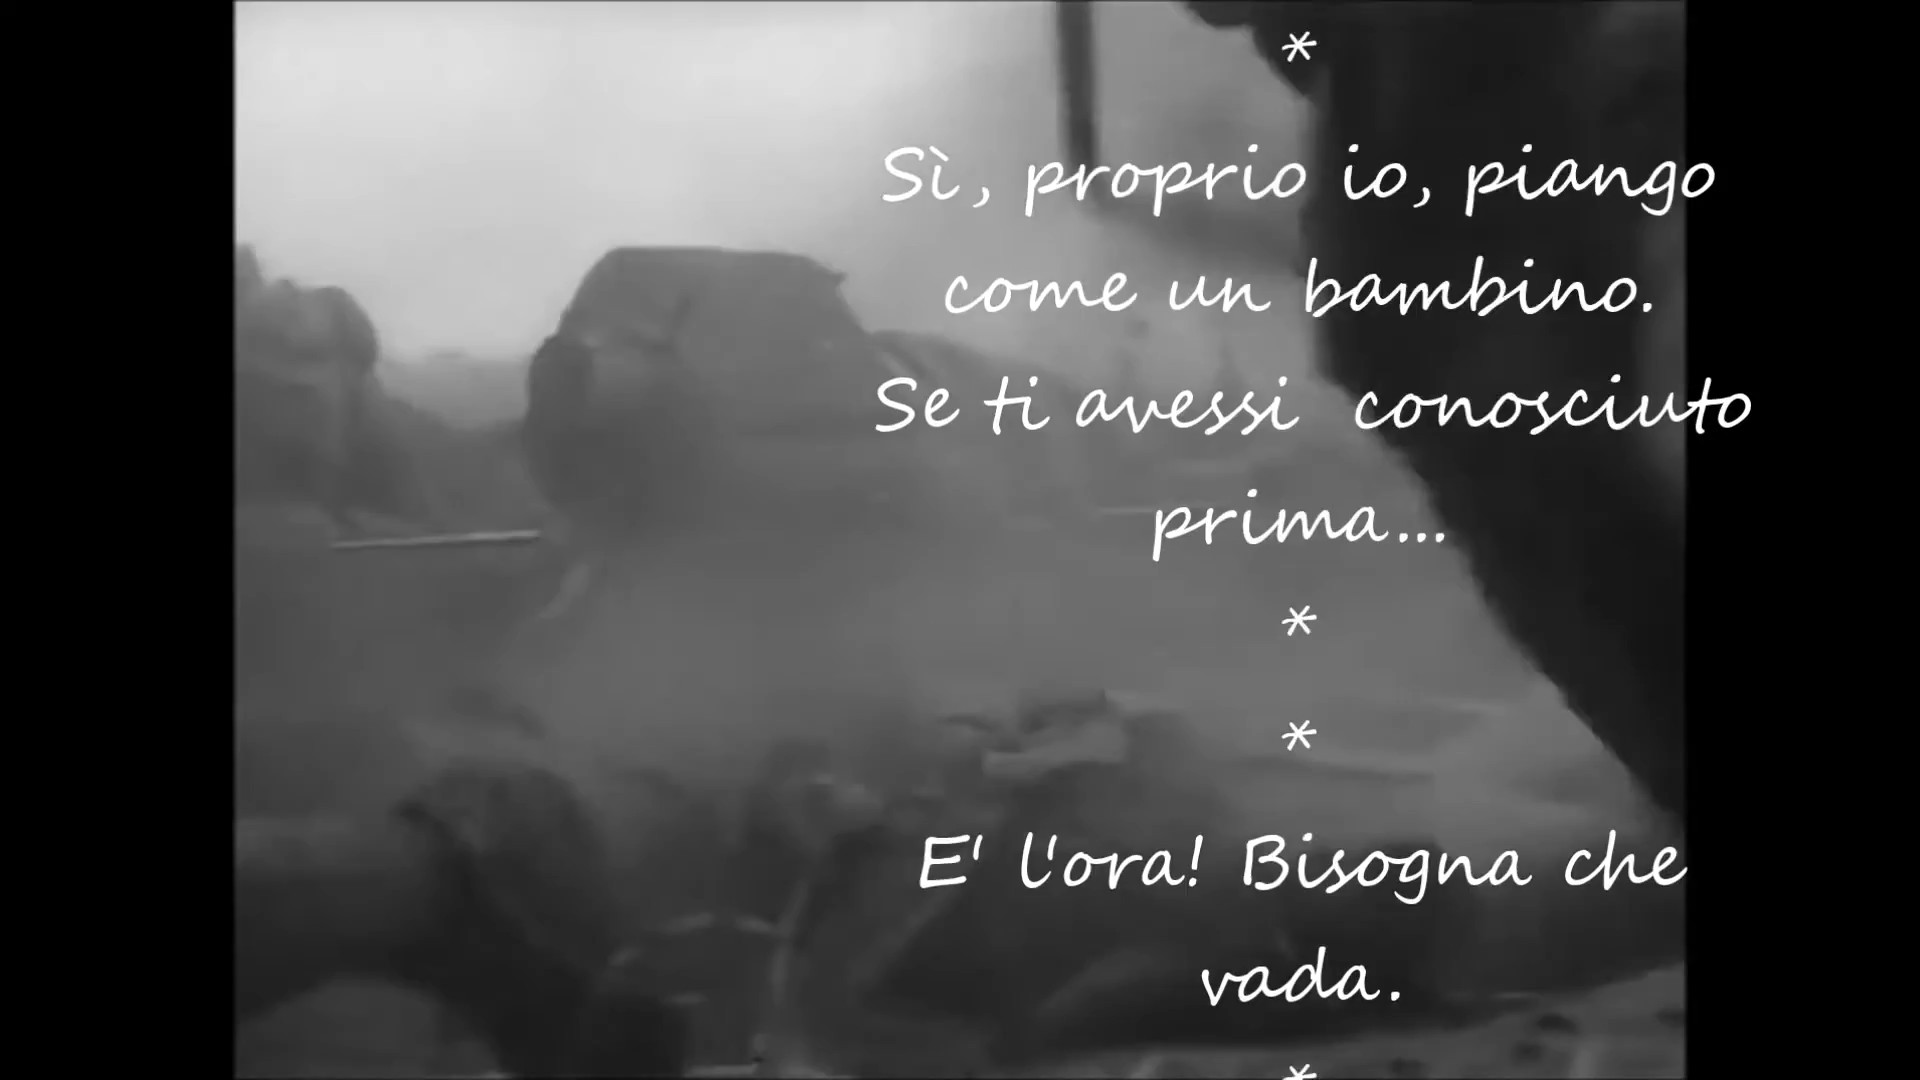 *
Sì, proprio io, piango
come un bambino.
Se ti avessi  conosciuto
prima...
*
*
E' l'ora! Bisogna che
vada.
*